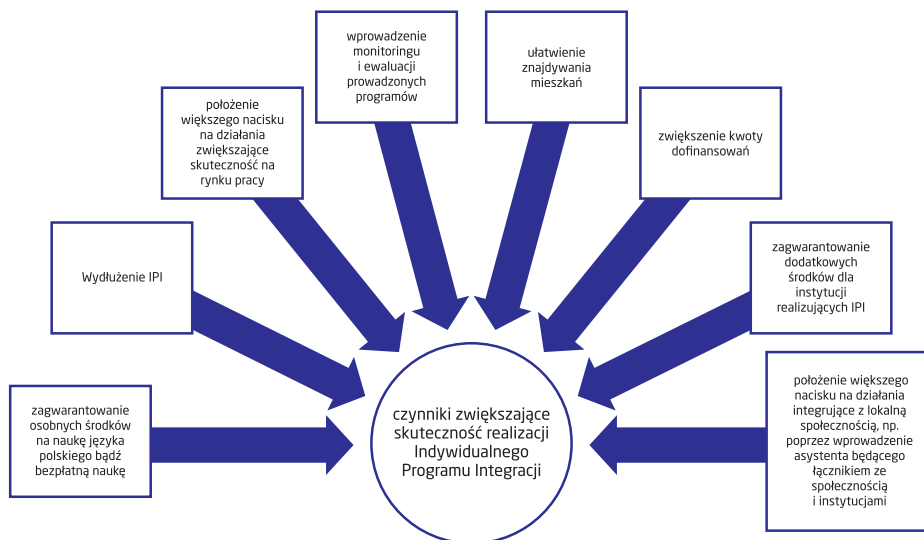 wprowadzenie
monitoringu
i ewaluacji
prowadzonych
programów
ułatwienie
znajdywania
mieszkań
położenie
większego nacisku
na działania
zwiększające
skuteczność na
rynku pracy
zwiększenie kwoty
dofinansowań
Wydłużenie IPI
zagwarantowanie
dodatkowych
środków dla
instytucji
realizujących IPI
zagwarantowanie
osobnych środków
na naukę języka
polskiego bądź
bezpłatną naukę
czynniki zwiększające
skuteczność realizacji
Indywidualnego
Programu Integracji
położenie większego
nacisku na działania
integrujące z lokalną
społecznością, np.
poprzez wprowadzenie
asystenta będącego
łącznikiem ze
społecznością
i instytucjami